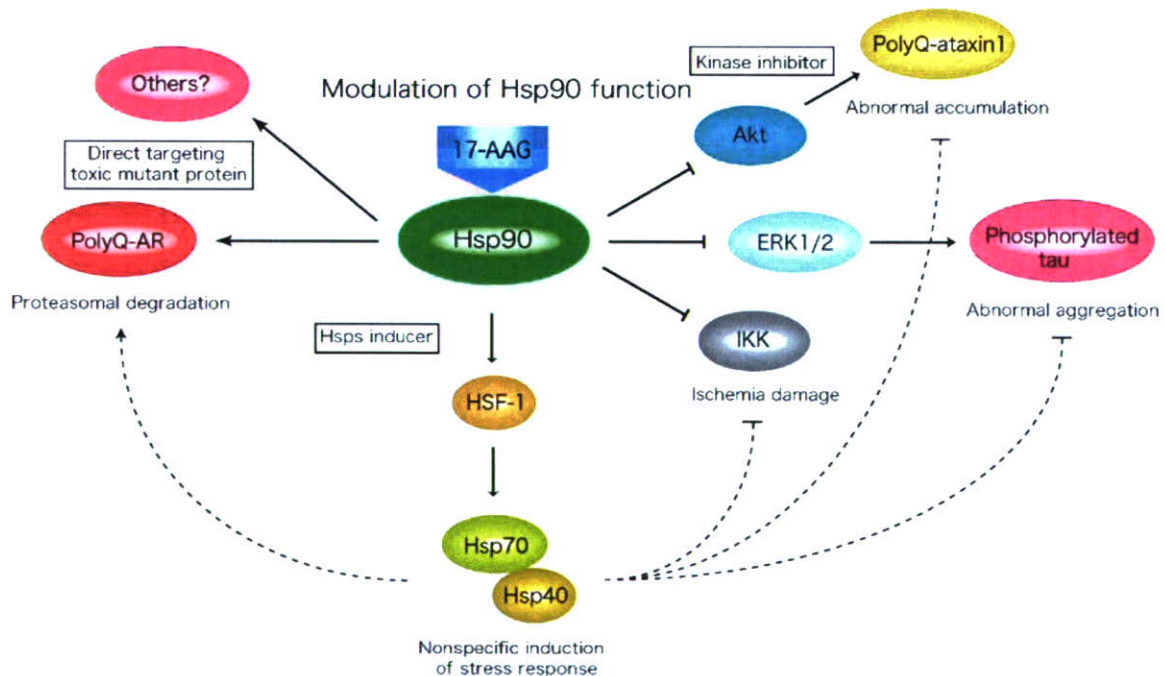 PolyQ-ataxin1
Kinase inhibitor
Others?
Modulation of Hsp90 function
Abnormal accumulation
Akt
17-AAG
Direct targeting
toxic mutant protein
PolyQ-AR
Hsp90
ERK1/2
Phosphorylated
tau
Proteasomal degradation
Abnormal aggregation
Hsps inducer
IKK
Ischemia damage
HSF-1
Hsp70
Hsp40
Nonspecific induction
of stress response